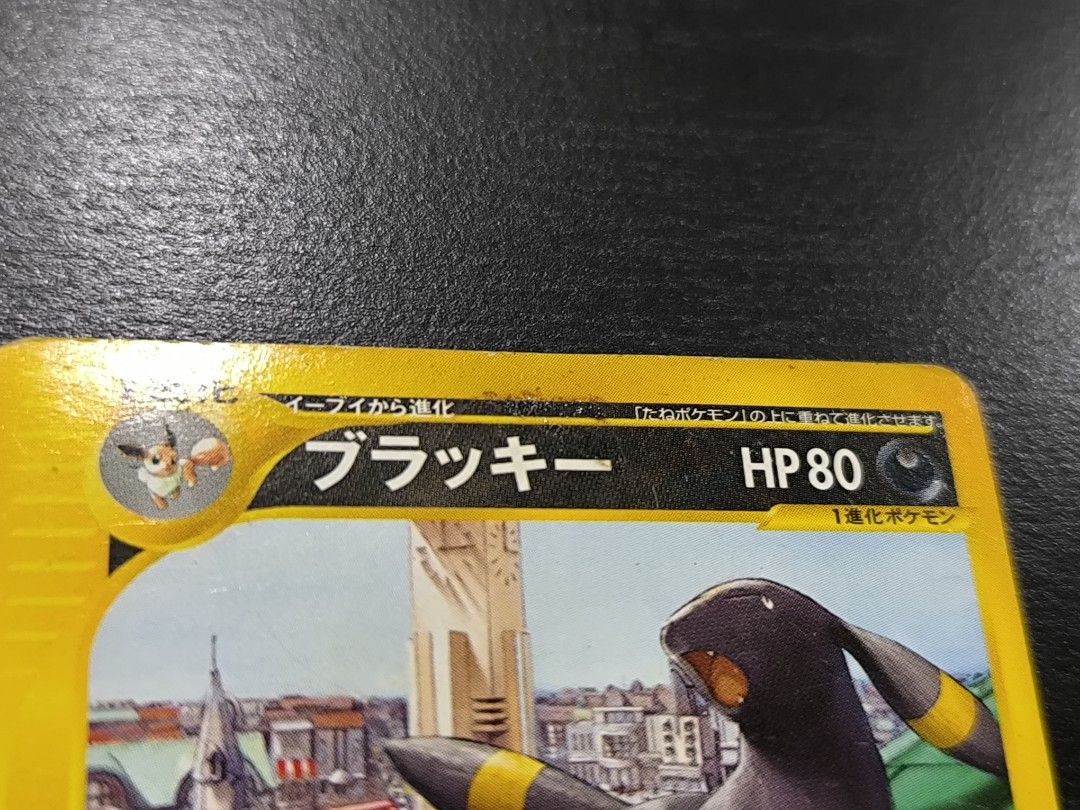 イーブイから進化
「たねポケモン」の上に重ねて進化させます。
ブラッキー
HP80
1進化ポケモン